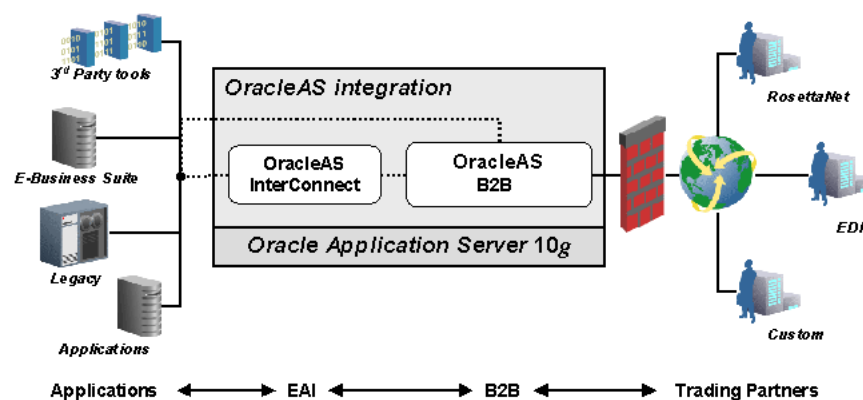 3rd Party tools
E-Business Suite
Legacy
Applications
OracleAS integration
OracleAS
InterConnect
OracleAS
B2B
Oracle Application Server 10g
RosettaNet
EDI
Custom
Applications EAI B2B Trading Partners